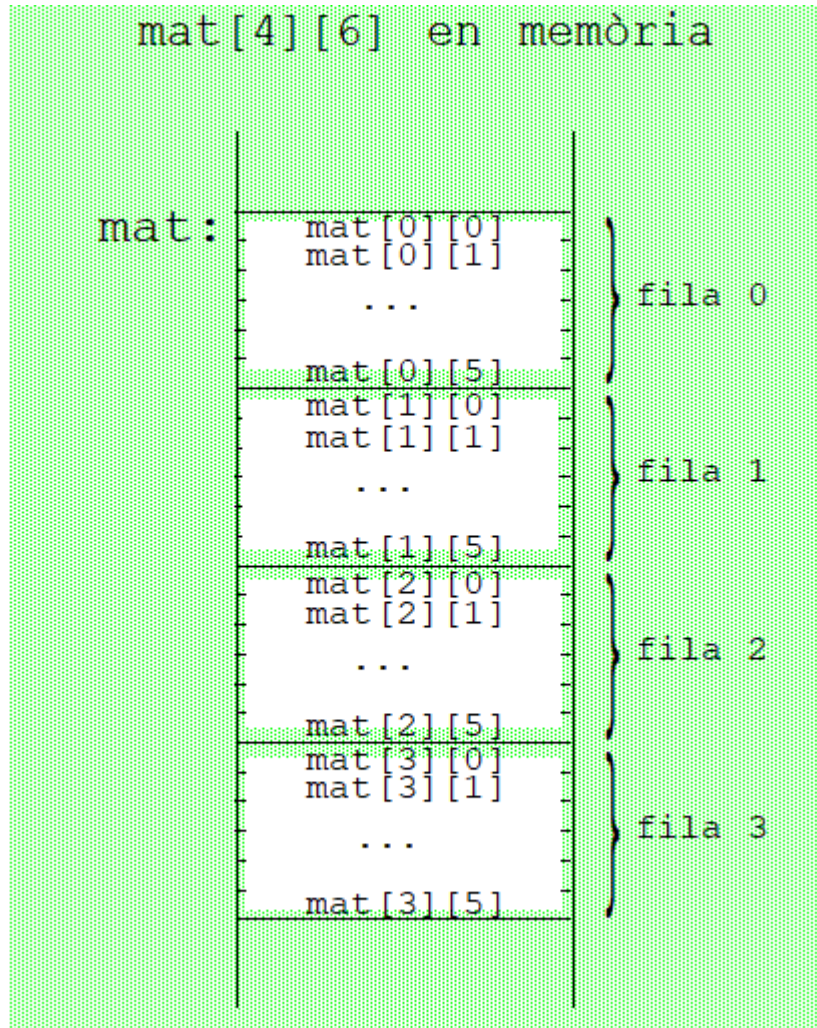 mat[4][6] en memòria
mat:
mat[0][0]
mat[0][1]
...
fila 0
mat[0][5]
mat[1][0]
mat[1][1]
...
fila 1
mat[1][5]
mat[2][0]
mat[2][1]
...
fila 2
mat[2][5]
mat[3][0]
mat[3][1]
...
fila 3
mat[3][5]